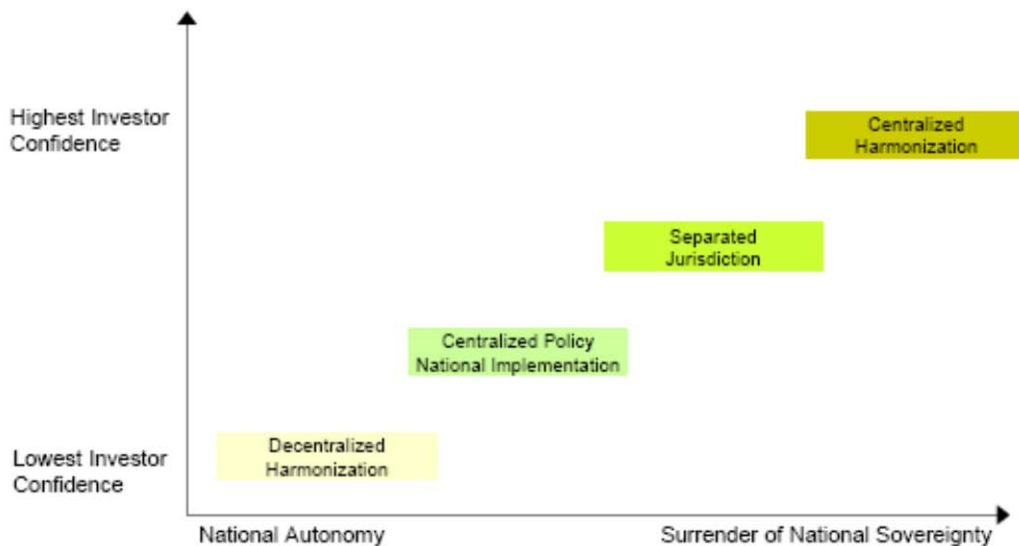 Highest Investor
Confidence
Centralized
Harmonization
Separated
Jurisdiction
Centralized Policy
National Implementation
Decentralized
Harmonization
Lowest Investor
Confidence
National Autonomy
Surrender of National Sovereignty